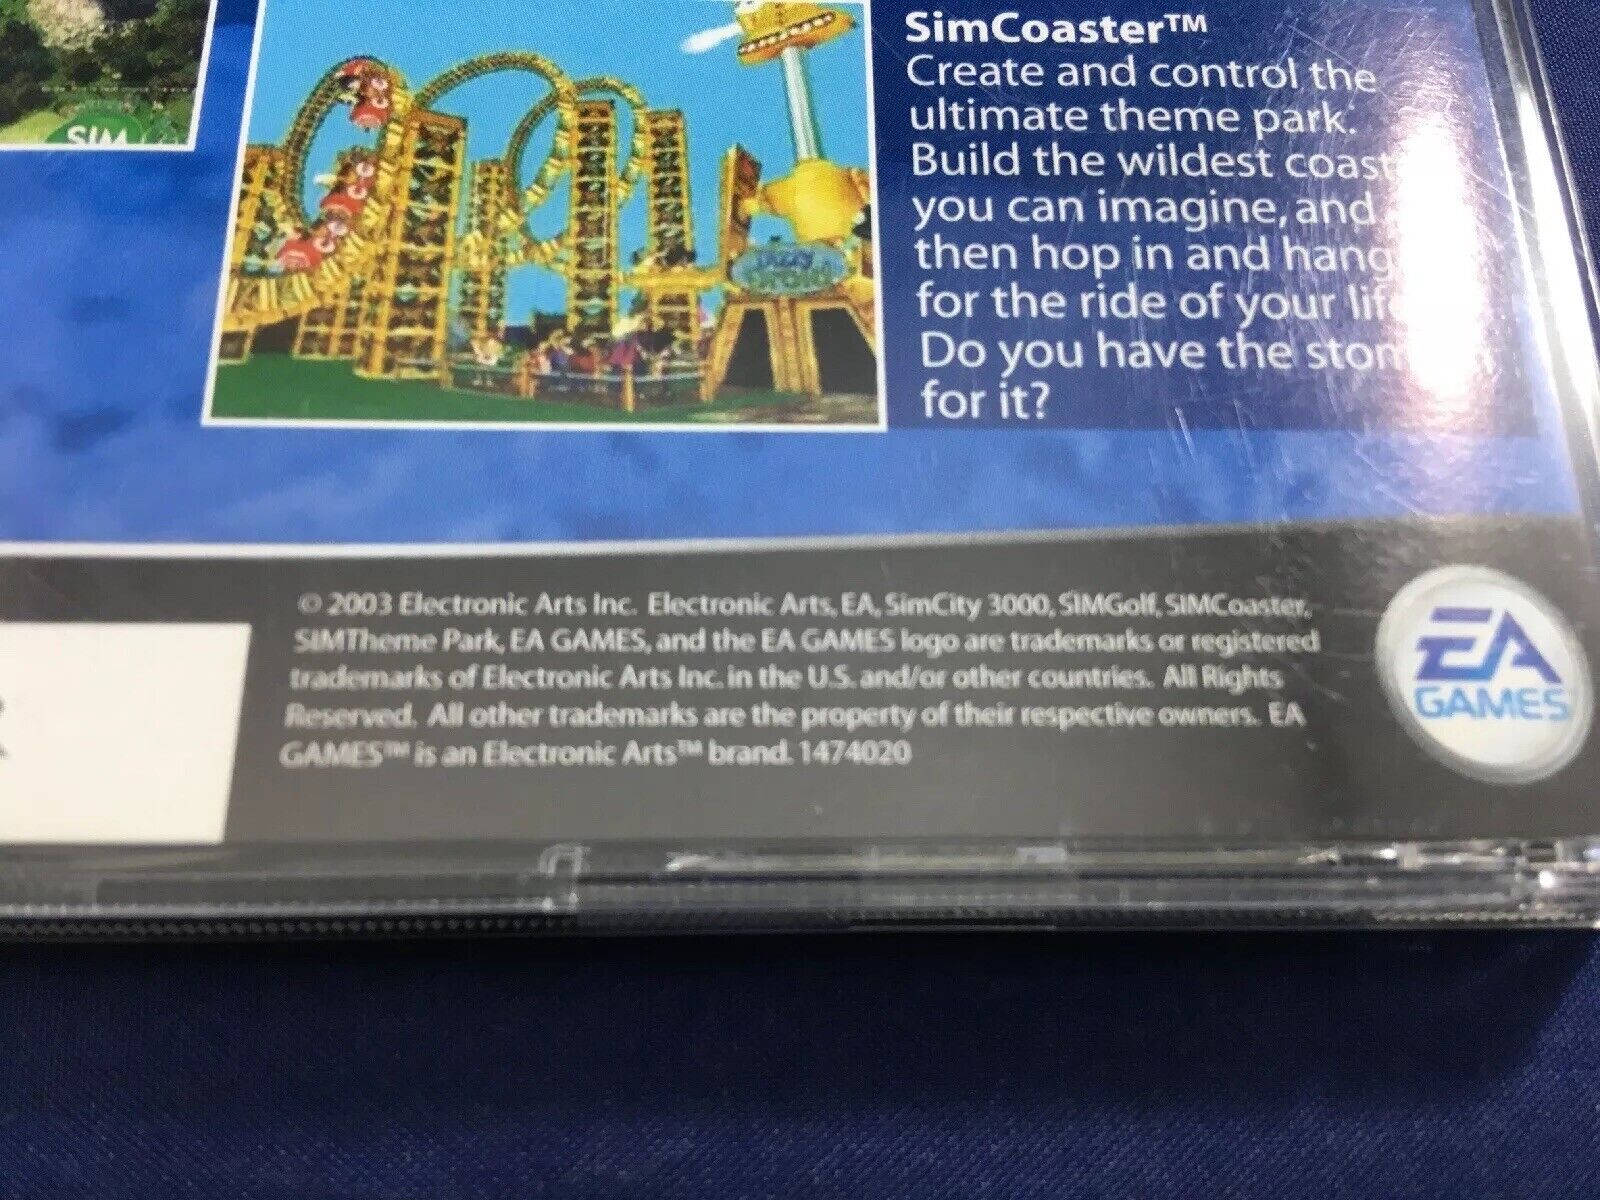 SIM
SimCoaster™
Create and control the
ultimate theme park.
Build the wildest
you can imagine, and
then hop in and hang
for the ride of your
Do you have the
for it?
© 2003 Electronic Arts Inc. Electronic Arts, EA, SimCity 3000, SIMGolf, SIMCoaster,
SIMTheme Park, EA GAMES, and the EA GAMES logo are trademarks or registered
trademarks of Electronic Arts Inc. in the U.S. and/or other countries. All Rights
Reserved. All other trademarks are the property of their respective owners. EA
GAMES™ is an Electronic Arts™ brand. 1474020
EA
GAMES